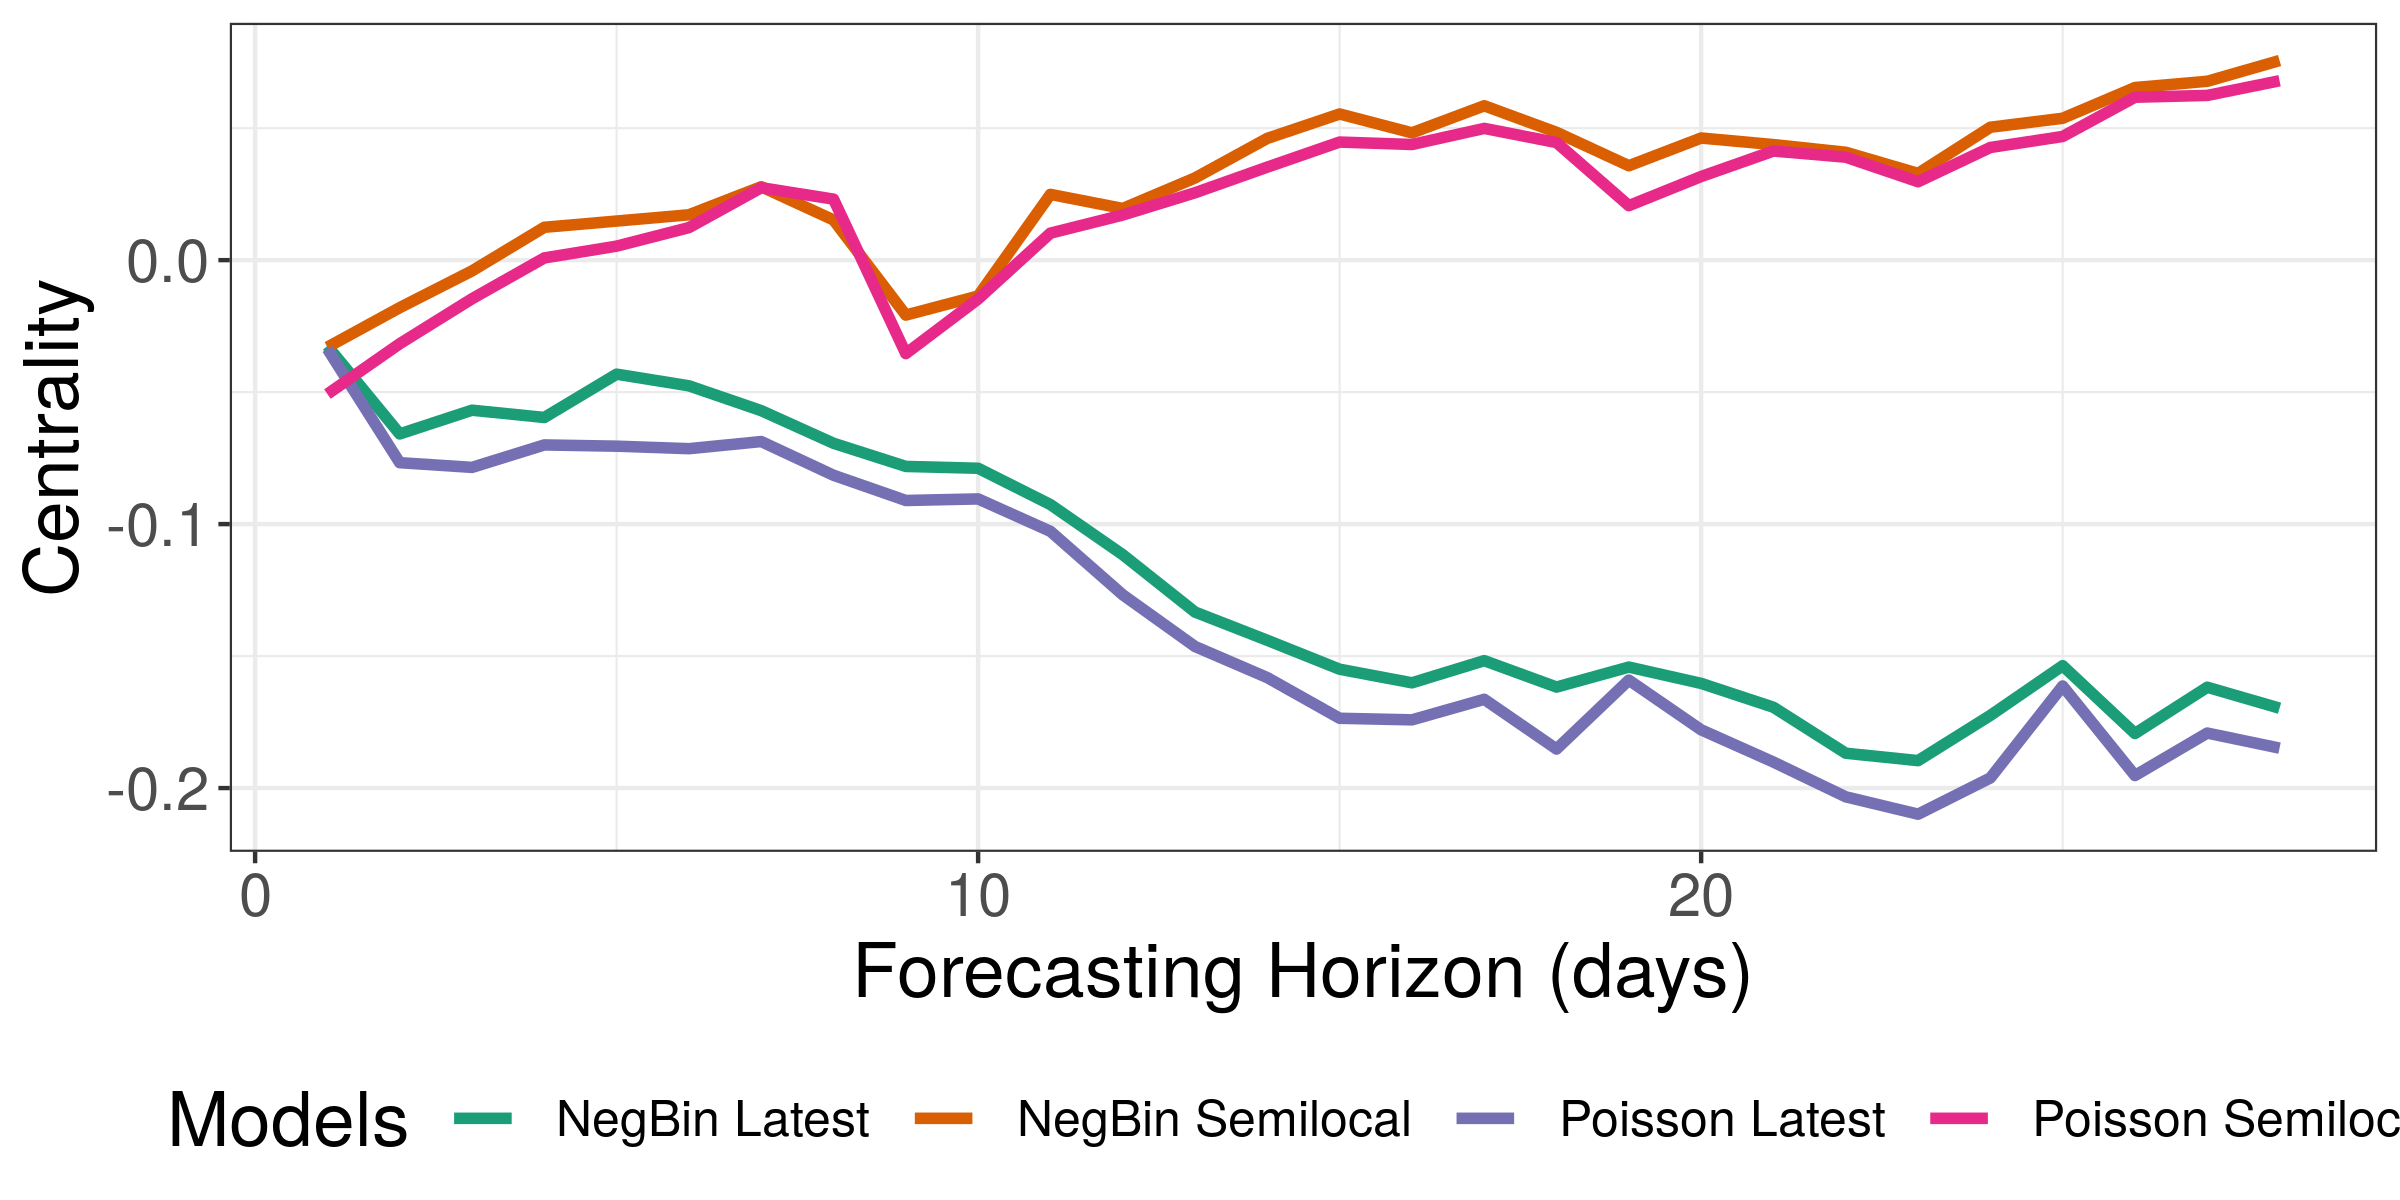 Centrality
0.0
-0.1
-0.2
0 10 20
Forecasting Horizon (days)
Models NegBin Latest NegBin Semilocal Poisson Latest Poisson Semiloc